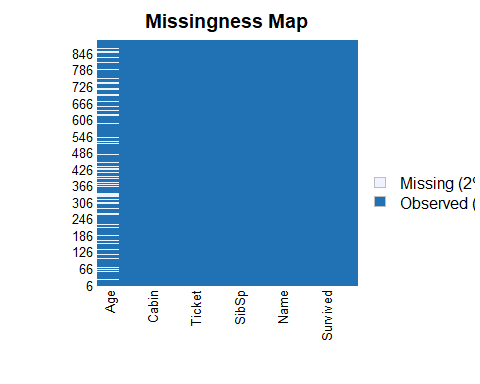 Missingness Map
846
786
726
666
606
546
486
426
366
306
246
186
126
66
6
Age
Cabin
Ticket
SibSp
Name
Survived
Missing (2%
Observed (